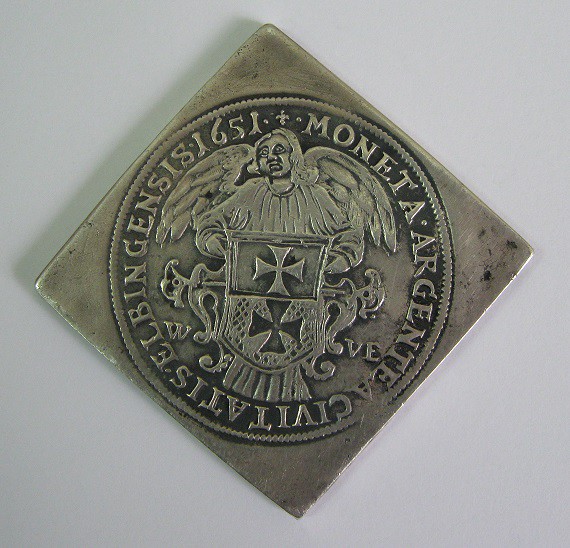 MONETA·ARGENTEA CIVITATIS·ELBINGENSIS·1651·
W VE